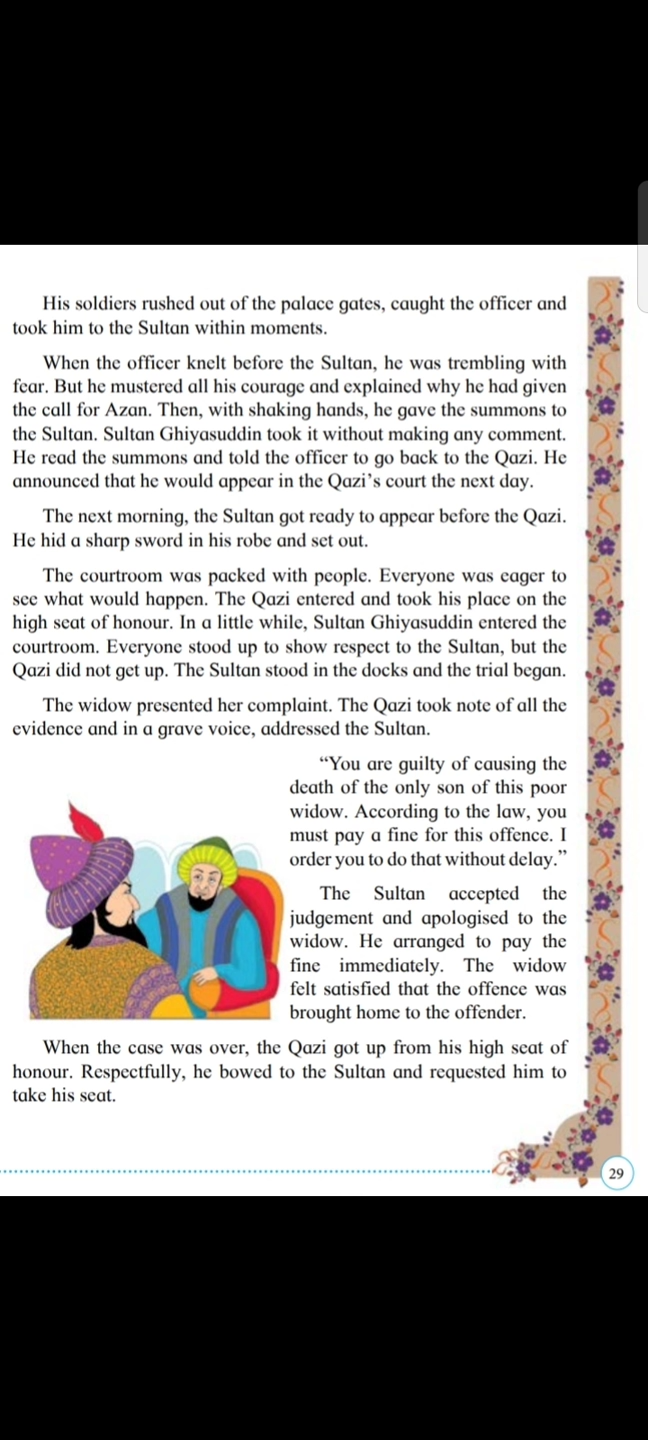 His soldiers rushed out of the palace gates, caught the officer and
took him to the Sultan within moments.
When the officer knelt before the Sultan, he was trembling with
fear. But he mustered all his courage and explained why he had given
the call for Azan. Then, with shaking hands, he gave the summons to
the Sultan. Sultan Ghiyasuddin took it without making any comment.
He read the summons and told the officer to go back to the Qazi. He
announced that he would appear in the Qazi’s court the next day.
The next morning, the Sultan got ready to appear before the Qazi.
He hid a sharp sword in his robe and set out.
The courtroom was packed with people. Everyone was eager to
see what would happen. The Qazi entered and took his place on the
high seat of honour. In a little while, Sultan Ghiyasuddin entered the
courtroom. Everyone stood up to show respect to the Sultan, but the
Qazi did not get up. The Sultan stood in the docks and the trial began.
The widow presented her complaint. The Qazi took note of all the
evidence and in a grave voice, addressed the Sultan.
“You are guilty of causing the
death of the only son of this poor
widow. According to the law, you
must pay a fine for this offence. I
order you to do that without delay.”
The Sultan accepted the
judgement and apologised to the
widow. He arranged to pay the
fine immediately. The widow
felt satisfied that the offence was
brought home to the offender.
When the case was over, the Qazi got up from his high seat of
honour. Respectfully, he bowed to the Sultan and requested him to
take his seat.
29